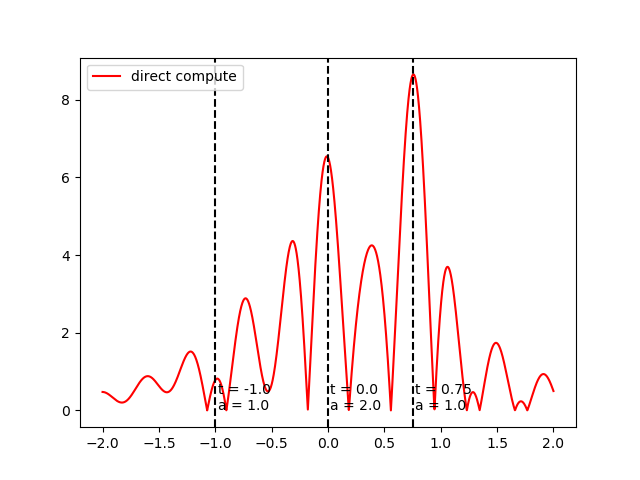 direct compute
8
6
4
2
0
t = -1.0
a = 1.0
t = 0.0
a = 2.0
t = 0.75
a = 1.0
−2.0 −1.5 −1.0 −0.5 0.0 0.5 1.0 1.5 2.0